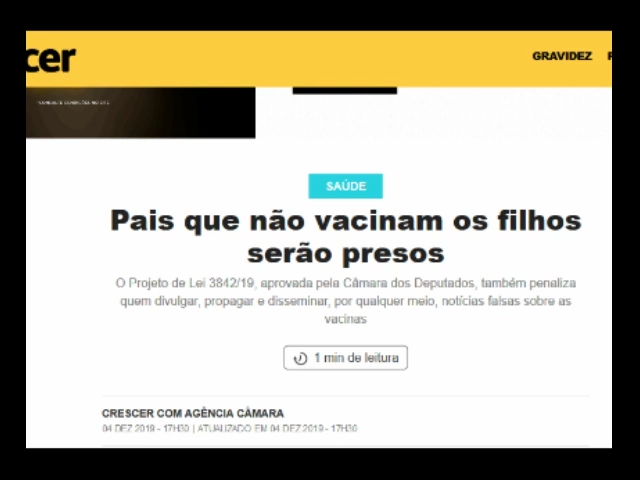 cer
GRAVIDEZ
SAÚDE
Pais que não vacinam os filhos
serão presos
O Projeto de Lei 3842/19, aprovada pela Câmara dos Deputados, também penaliza
quem divulgar, propagar e disseminar, por qualquer meio, notícias falsas sobre as
vacinas
1 min de leitura
CRESCER COM AGÊNCIA CÂMARA
04 DEZ 2019 - 17H30 | ATUALIZADO EM 04 DEZ 2019 - 17H30